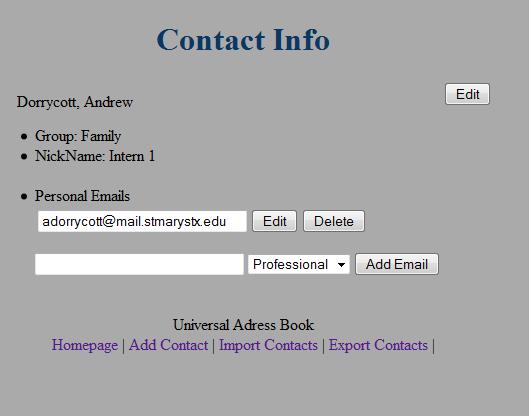 Contact Info
Dorrycott, Andrew
Edit
Group: Family
NickName: Intern 1
Personal Emails
adorrycott@mail.stmarystx.edu Edit Delete
Professional Add Email
Universal Adress Book
Homepage | Add Contact | Import Contacts | Export Contacts |